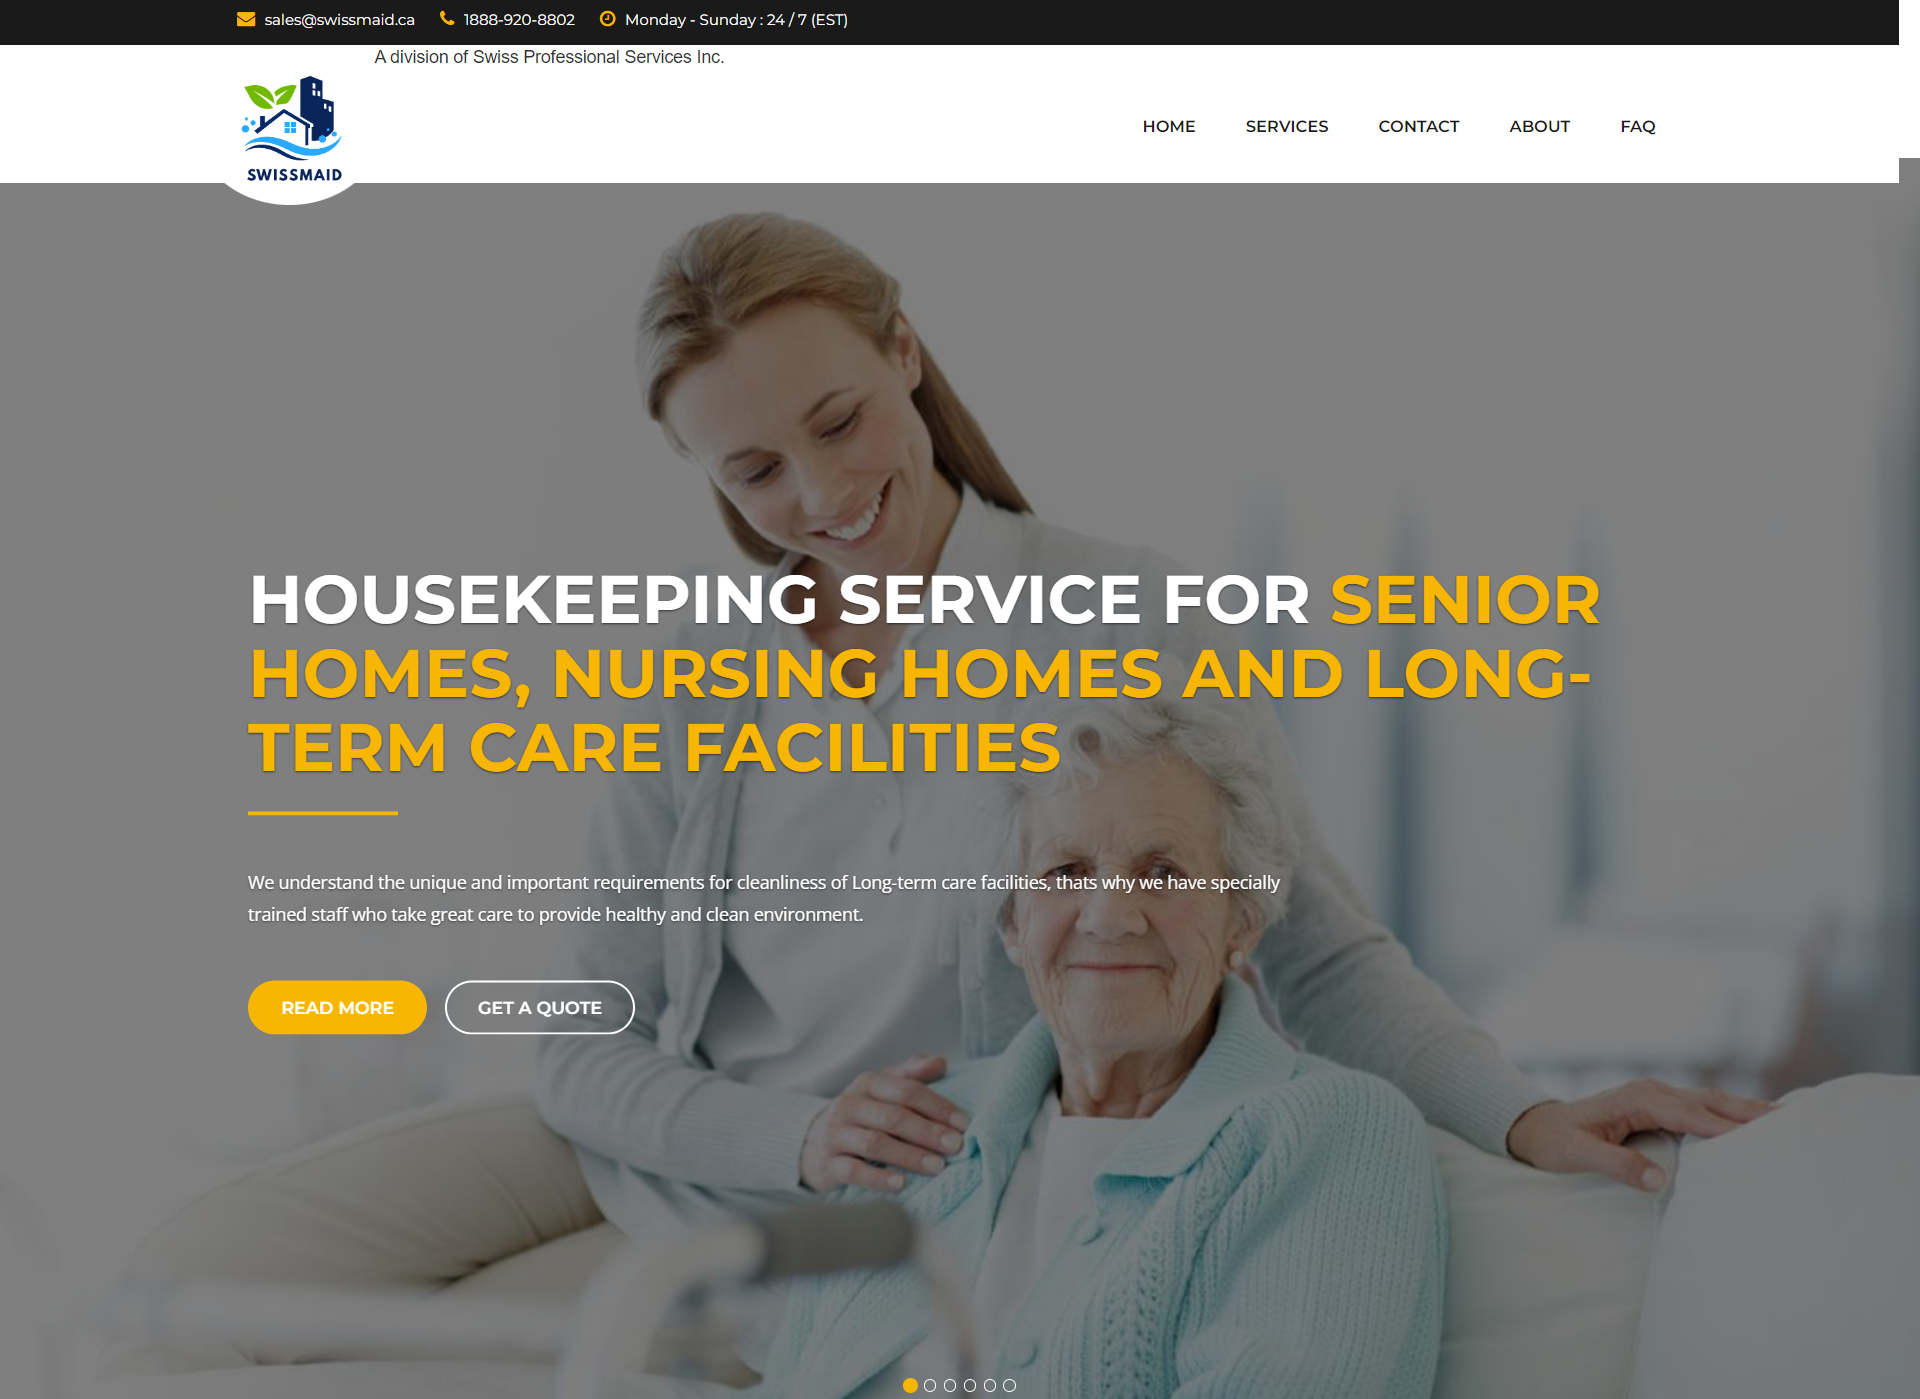 sales@swissmaid.ca 1888-920-8802 Monday - Sunday : 24 / 7 (EST)
A division of Swiss Professional Services Inc.
SWISSMAID
HOME SERVICES CONTACT ABOUT FAQ
HOUSEKEEPING SERVICE FOR SENIOR
HOMES, NURSING HOMES AND LONG-
TERM CARE FACILITIES
We understand the unique and important requirements for cleanliness of Long-term care facilities, thats why we have specially
trained staff who take great care to provide healthy and clean environment.
READ MORE GET A QUOTE